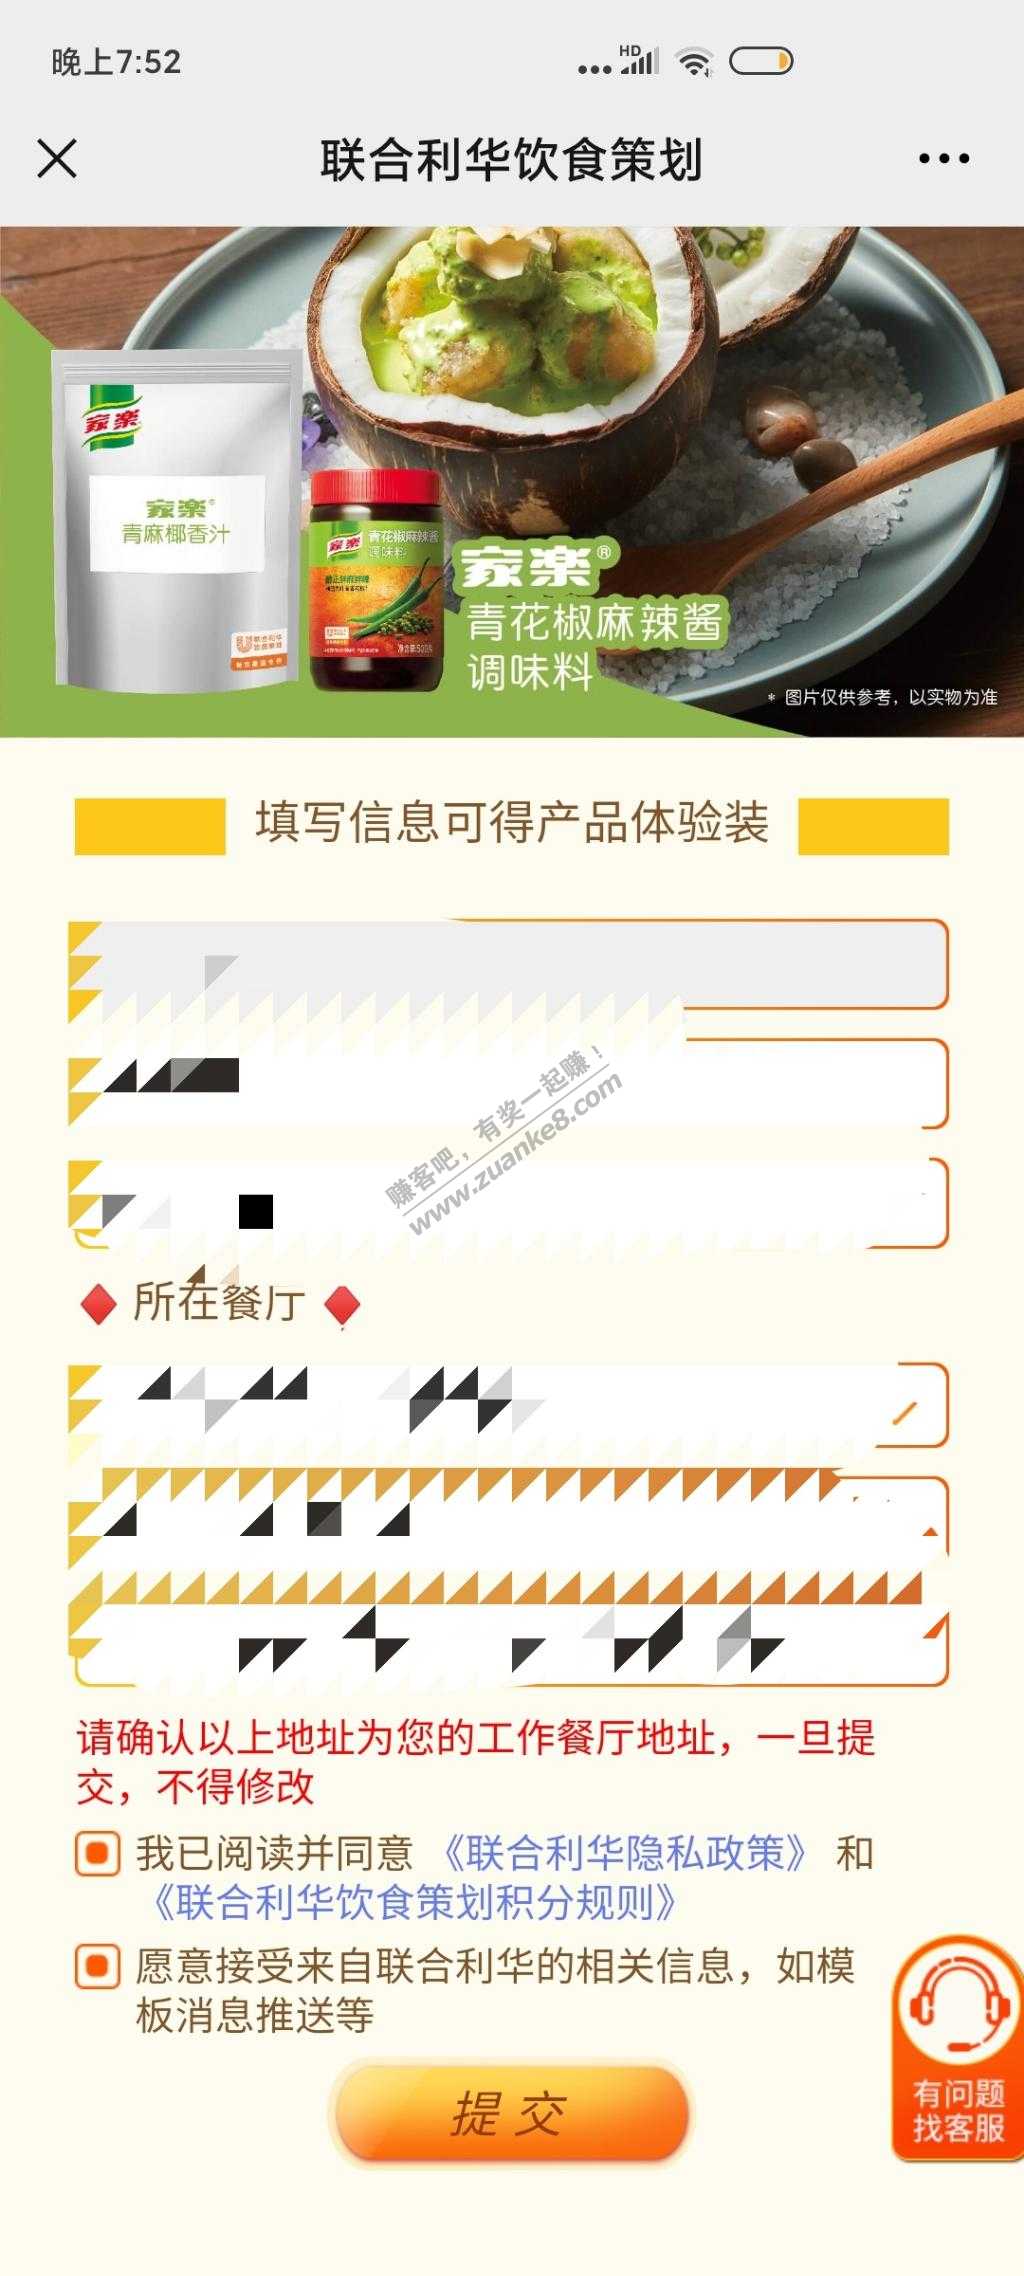 晚上7:52
HD
联合利华饮食策划
家樂
家樂®
青麻椰香汁
家樂
青花椒麻辣酱
调味料
家樂®
青花椒麻辣酱
调味料
* 图片仅供参考，以实物为准
填写信息可得产品体验装
赚客吧，有奖一起赚！
www.zuanke8.com
所在餐厅
请确认以上地址为您的工作餐厅地址，一旦提
交，不得修改
我已阅读并同意 《联合利华隐私政策》 和
《联合利华饮食策划积分规则》
愿意接受来自联合利华的相关信息，如模
板消息推送等
提 交
有问题
找客服